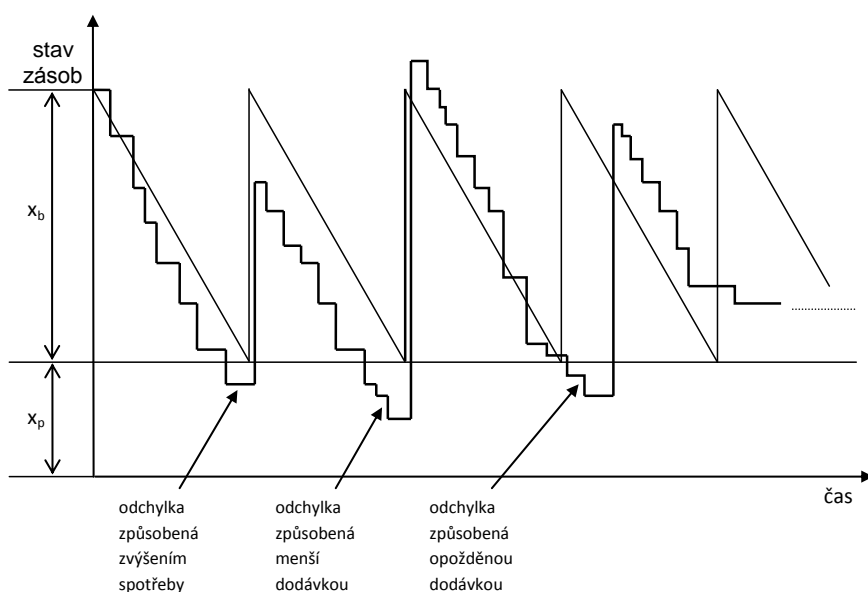 stav
zásob
x_b
x_p
čas
odchylka
způsobená
zvýšením
spotřeby
odchylka
způsobená
menší
dodávkou
odchylka
způsobená
opožděnou
dodávkou